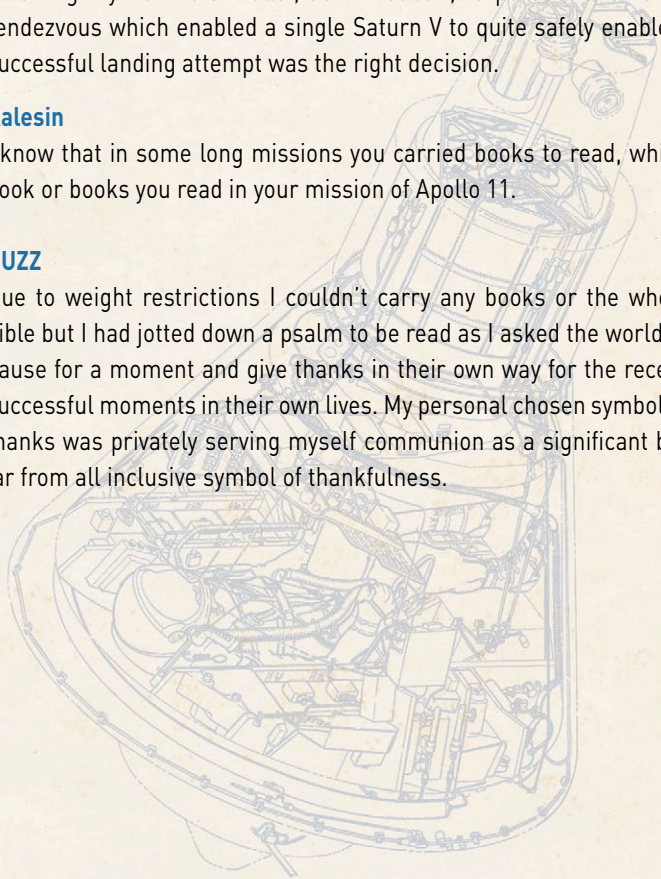 endezvous which enabled a single Saturn V to quite safely enable
uccessful landing attempt was the right decision.
alesin
know that in some long missions you carried books to read, whi
ook or books you read in your mission of Apollo 11.
UZZ
ue to weight restrictions I couldn't carry any books or the who
ible but I had jotted down a psalm to be read as I asked the world
ause for a moment and give thanks in their own way for the rece
uccessful moments in their own lives. My personal chosen symbol
hanks was privately serving myself communion as a significant b
ar from all inclusive symbol of thankfulness.